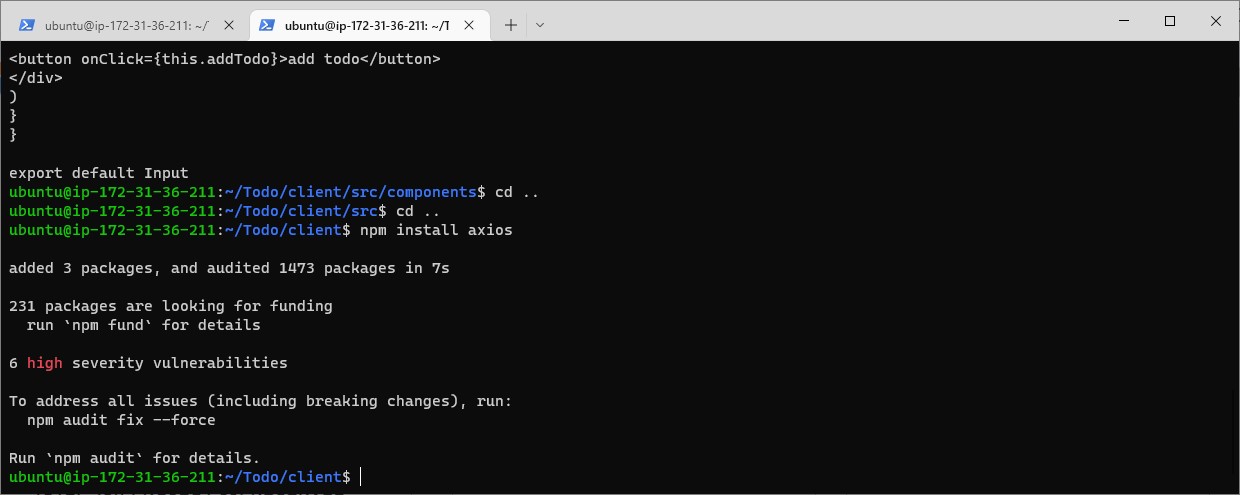 ubuntu@ip-172-31-36-211: ~/T
ubuntu@ip-172-31-36-211: ~/T
<button onClick={this.addTodo}>add todo</button>
</div>
)
}
}
export default Input
ubuntu@ip-172-31-36-211:~/Todo/client/src/components$ cd ..
ubuntu@ip-172-31-36-211:~/Todo/client/src$ cd ..
ubuntu@ip-172-31-36-211:~/Todo/client$ npm install axios
added 3 packages, and audited 1473 packages in 7s
231 packages are looking for funding
  run `npm fund` for details
6 high severity vulnerabilities
To address all issues (including breaking changes), run:
  npm audit fix --force
Run `npm audit` for details.
ubuntu@ip-172-31-36-211:~/Todo/client$